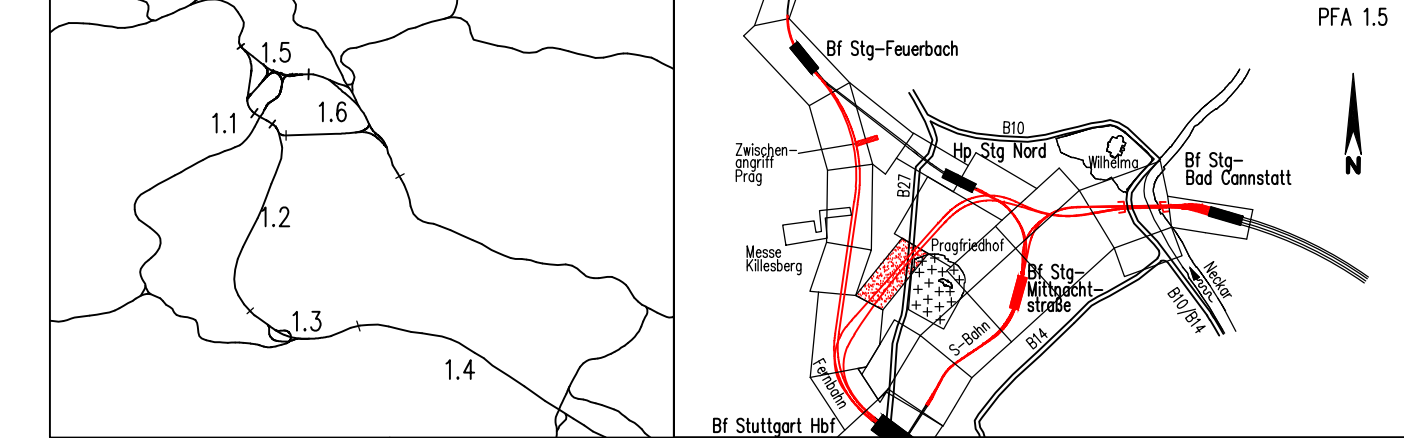 1.5
1.6
1.1
1.2
1.3
1.4
PFA 1.5
Bf Stg-Feuerbach
B10
Zwischen-
angriff
Prag
Hp Stg Nord
Wilhelma
Bf Stg-
Bad Cannstatt
B27
Messe
Killesberg
Pragfriedhof
Bf Stg-
Mittnacht-
straße
Neckar
B10/B14
S-Bahn
B14
Fernbahn
Bf Stuttgart Hbf
N